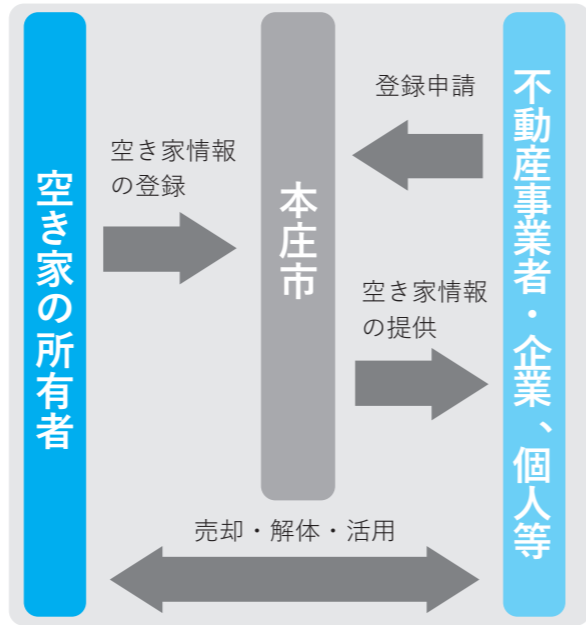 空き家の所有者
空き家情報
の登録
本庄市
登録申請
空き家情報
の提供
不動産事業者・企業、個人等
売却・解体・活用